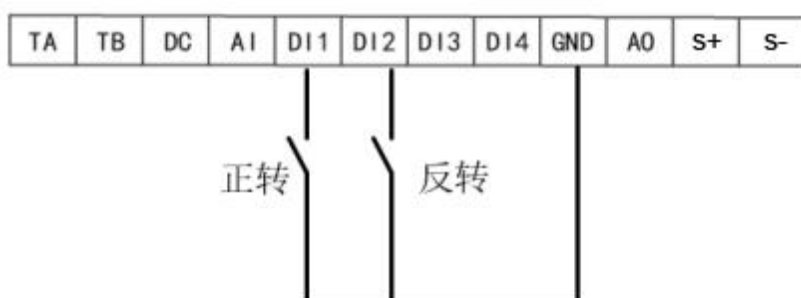 TA TB DC AI DI1 DI2 DI3 DI4 GND AO S+ S-
正转 反转